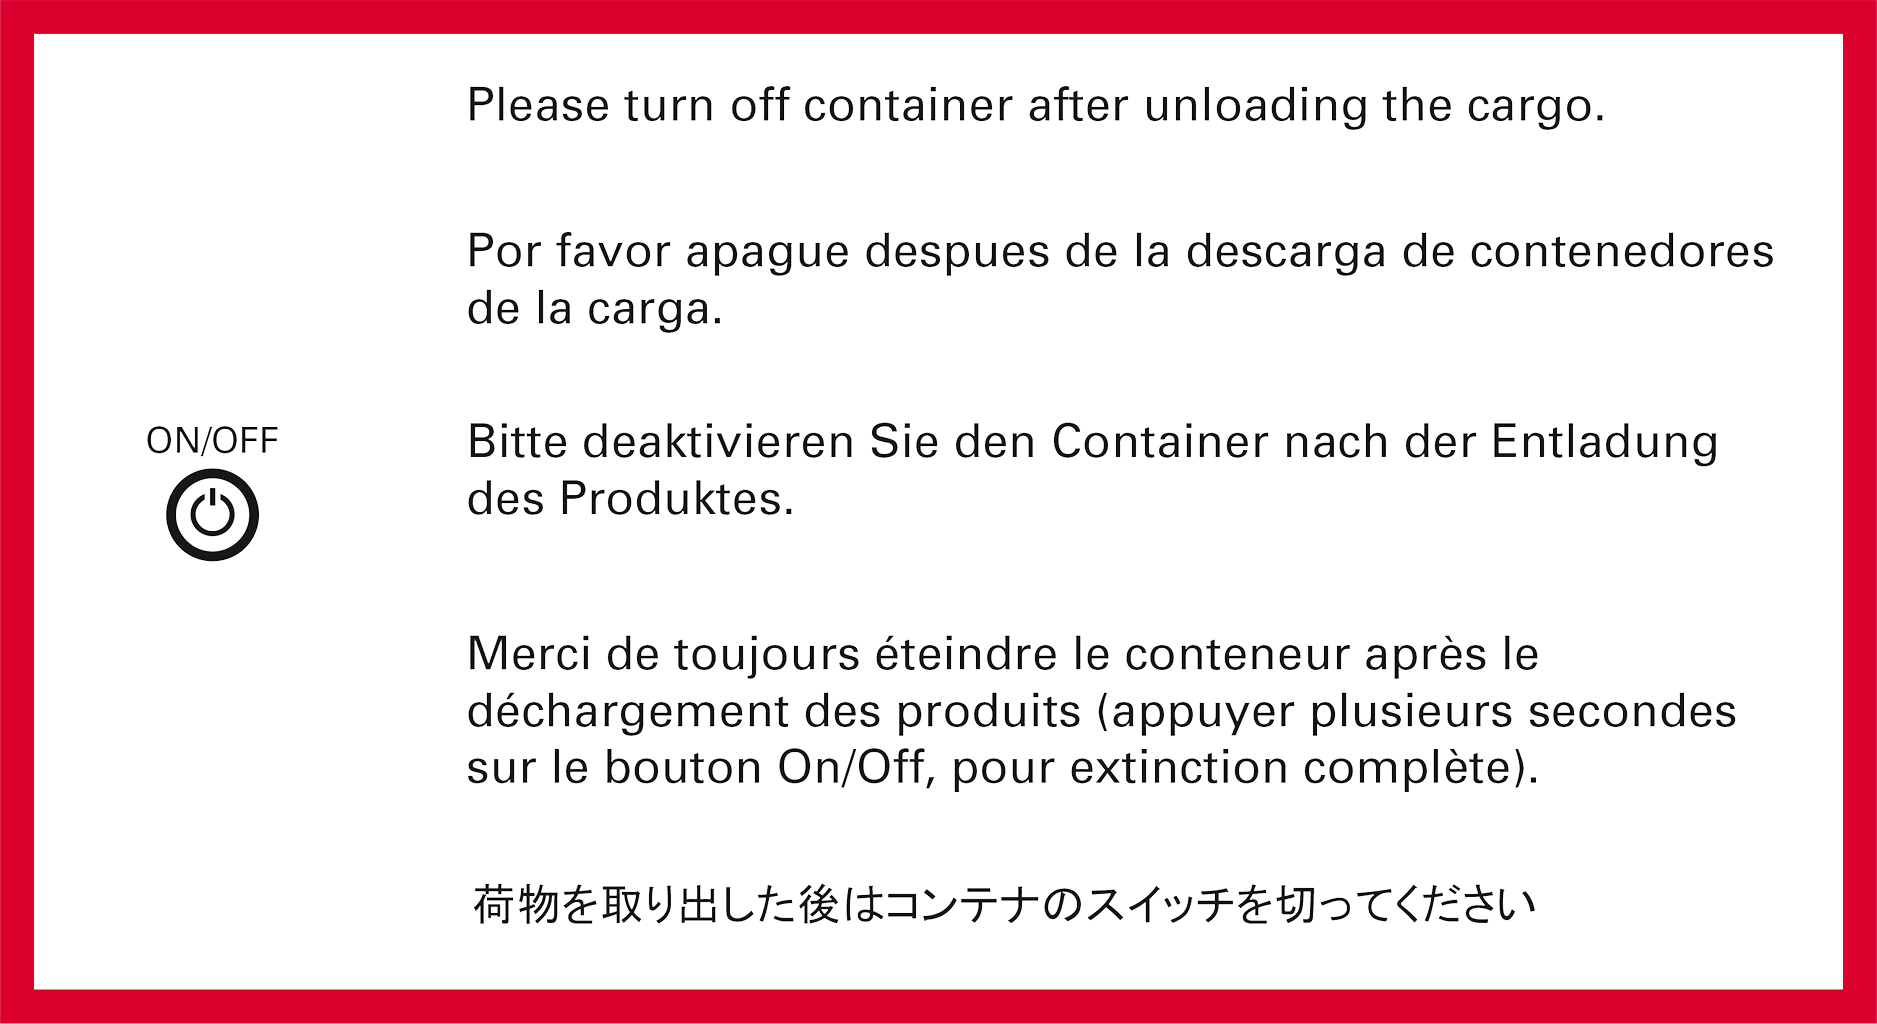 Please turn off container after unloading the cargo.
Por favor apague despues de la descarga de contenedores
de la carga.
ON/OFF
Bitte deaktivieren Sie den Container nach der Entladung
des Produktes.
Merci de toujours éteindre le conteneur après le
déchargement des produits (appuyer plusieurs secondes
sur le bouton On/Off, pour extinction complète).
荷物を取り出した後はコンテナのスイッチを切ってください